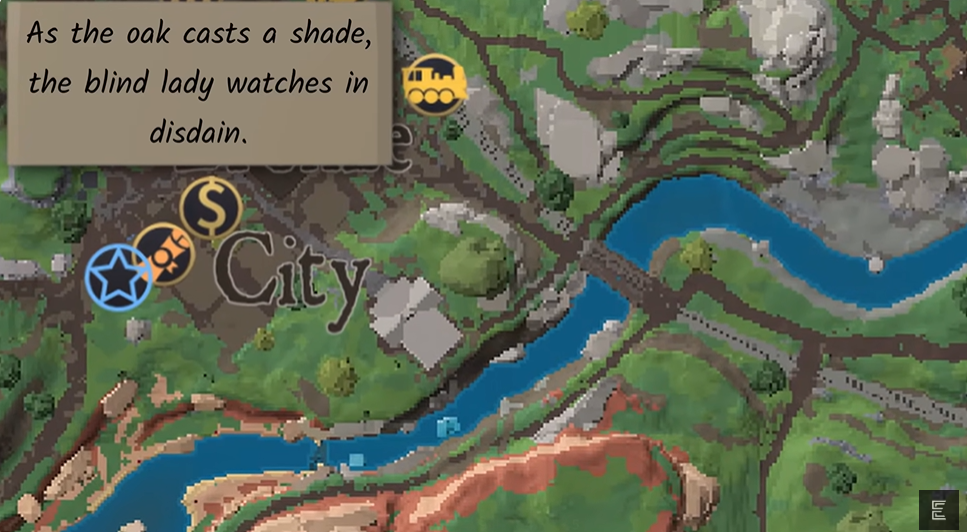 As the oak casts a shade,
the blind lady watches in
disdain.
$
City
E